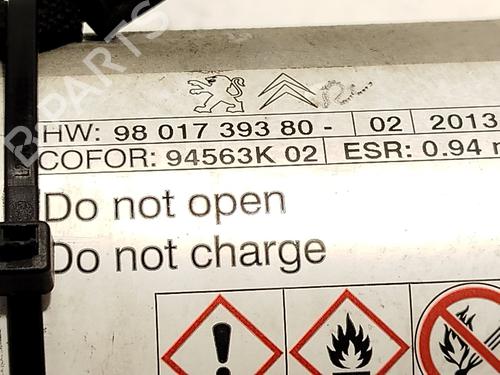 HW: 98 017 393 80 - 02 2013
COFOR: 94563K 02 ESR: 0.94
Do not open
Do not charge